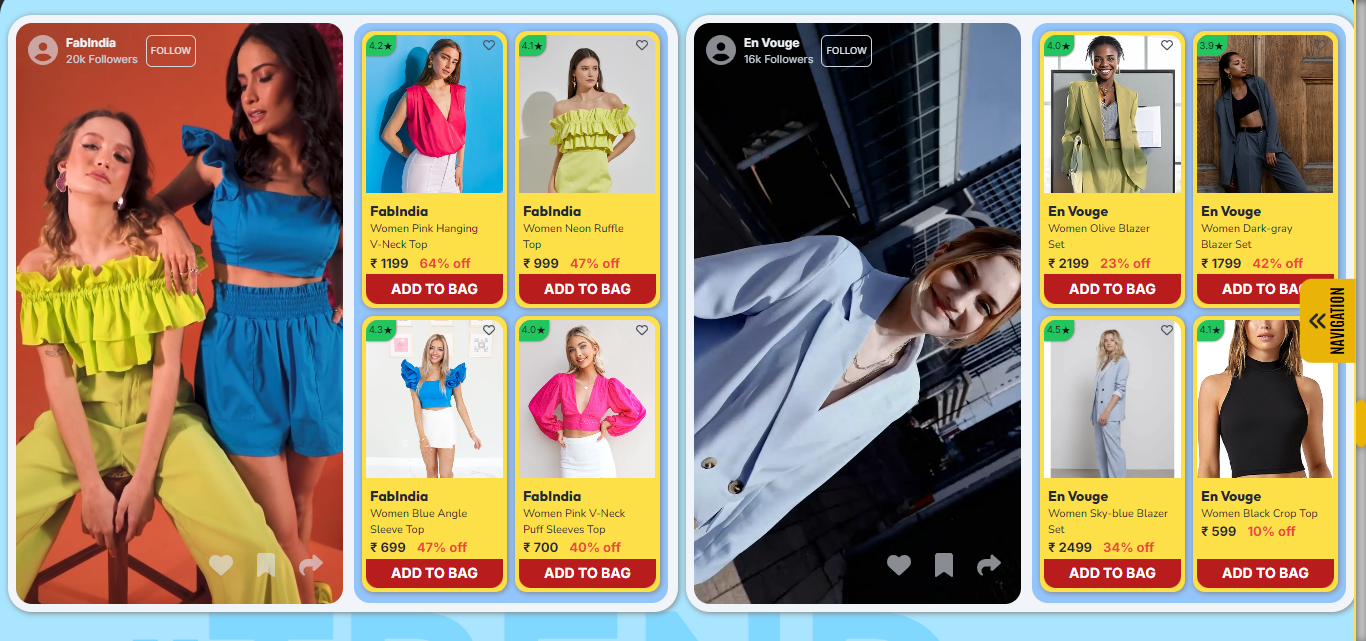 FabIndia
20k Followers
FOLLOW
4.2★
FabIndia
Women Pink Hanging
V-Neck Top
₹ 1199 64% off
ADD TO BAG
4.1★
FabIndia
Women Neon Ruffle
Top
₹ 999 47% off
ADD TO BAG
4.3★
FabIndia
Women Blue Angle
Sleeve Top
₹ 699 47% off
ADD TO BAG
4.0★
FabIndia
Women Pink V-Neck
Puff Sleeves Top
₹ 700 40% off
ADD TO BAG
En Vouge
16k Followers
FOLLOW
4.0★
En Vouge
Women Olive Blazer
Set
₹ 2199 23% off
ADD TO BAG
3.9★
En Vouge
Women Dark-gray
Blazer Set
₹ 1799 42% off
ADD TO BAG
4.5★
En Vouge
Women Sky-blue Blazer
Set
₹ 2499 34% off
ADD TO BAG
4.1★
En Vouge
Women Black Crop Top
₹ 599 10% off
ADD TO BAG
NAVIGATION
TREND